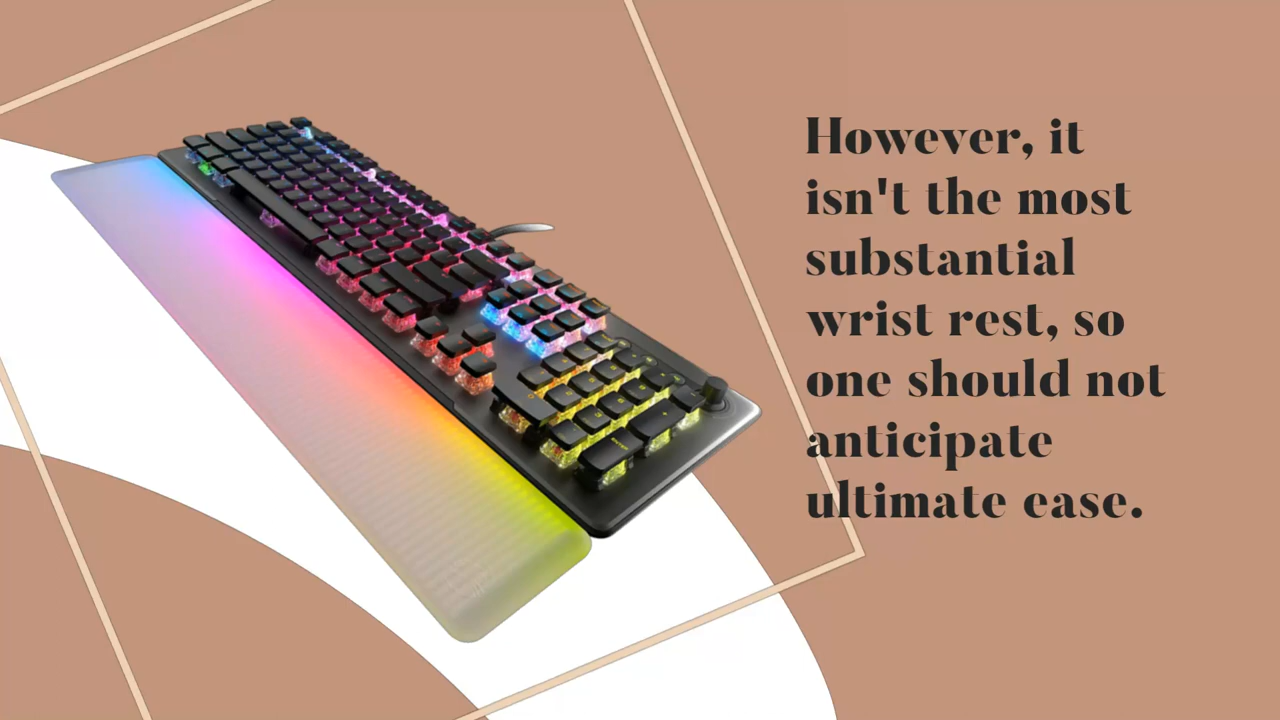 However, it
isn't the most
substantial
wrist rest, so
one should not
anticipate
ultimate ease.